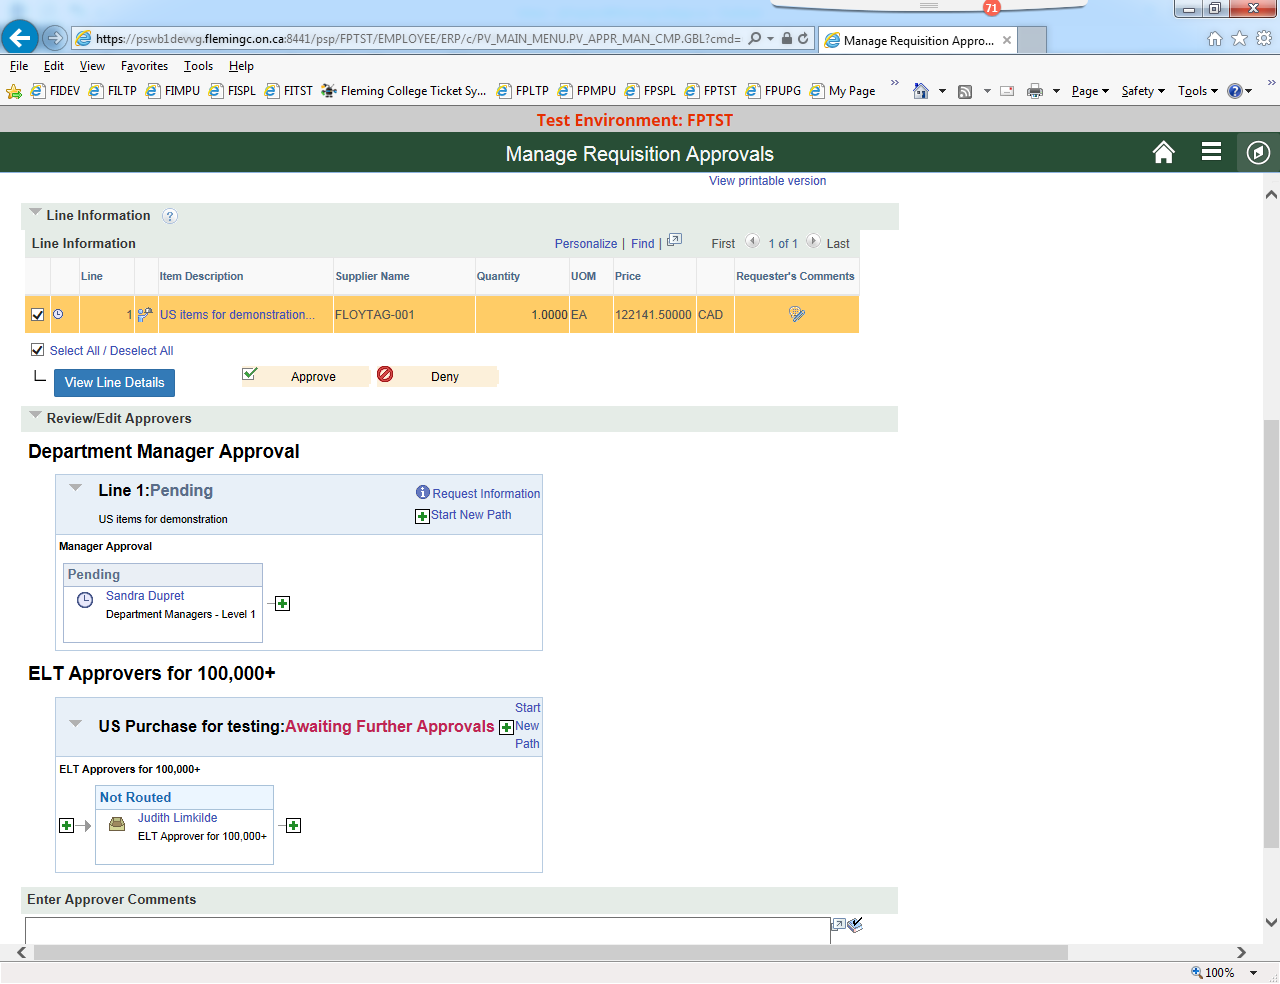 71
https://pswb1devvg.flemingc.on.ca:8441/psp/FPTST/EMPLOYEE/ERP/c/PV_MAIN_MENU.PV_APPR_MAN_CMP.GBL?cmd=
Manage Requisition Appro...
File Edit View Favorites Tools Help
FIDEV FILTP FIMPU FISPL FITST Fleming College Ticket Sy... FPLTP FPMPU FPSPL FPTST FPUPG My Page » Page Safety Tools »
Test Environment: FPTST
Manage Requisition Approvals
View printable version
Line Information ?
Line Information Personalize | Find | First 1 of 1 Last
Line Item Description Supplier Name Quantity UOM Price Requester's Comments
1 US items for demonstration... FLOYTAG-001 1.0000 EA 122141.50000 CAD
Select All / Deselect All
View Line Details Approve Deny
Review/Edit Approvers
Department Manager Approval
Line 1:Pending Request Information
US items for demonstration Start New Path
Manager Approval
Pending
Sandra Dupret
Department Managers - Level 1
ELT Approvers for 100,000+
US Purchase for testing:Awaiting Further Approvals Start New Path
ELT Approvers for 100,000+
Not Routed
Judith Limkilde
ELT Approver for 100,000+
Enter Approver Comments
100%